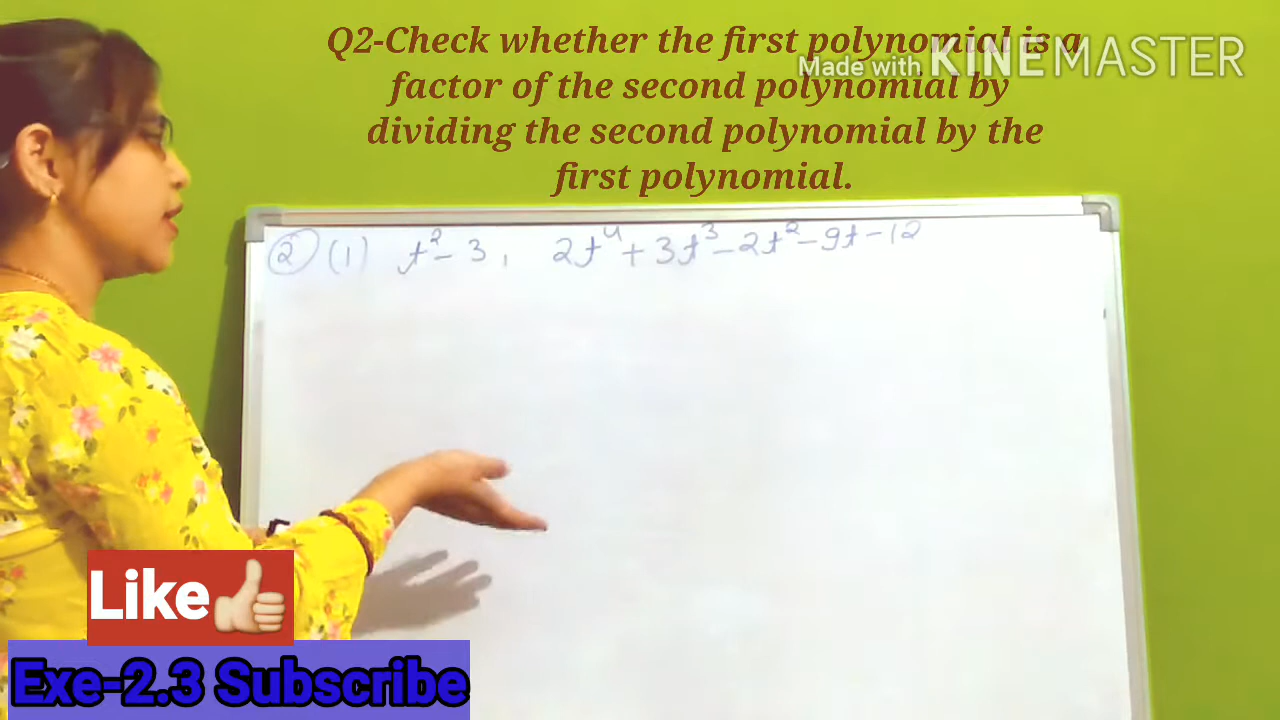 Q2-Check whether the first polynomial is a
Made with KINEMASTER
factor of the second polynomial by
dividing the second polynomial by the
first polynomial.
② (1) t² - 3, 2t⁴ + 3t³ - 2t² - 9t - 12
Like
Exe-2.3 Subscribe